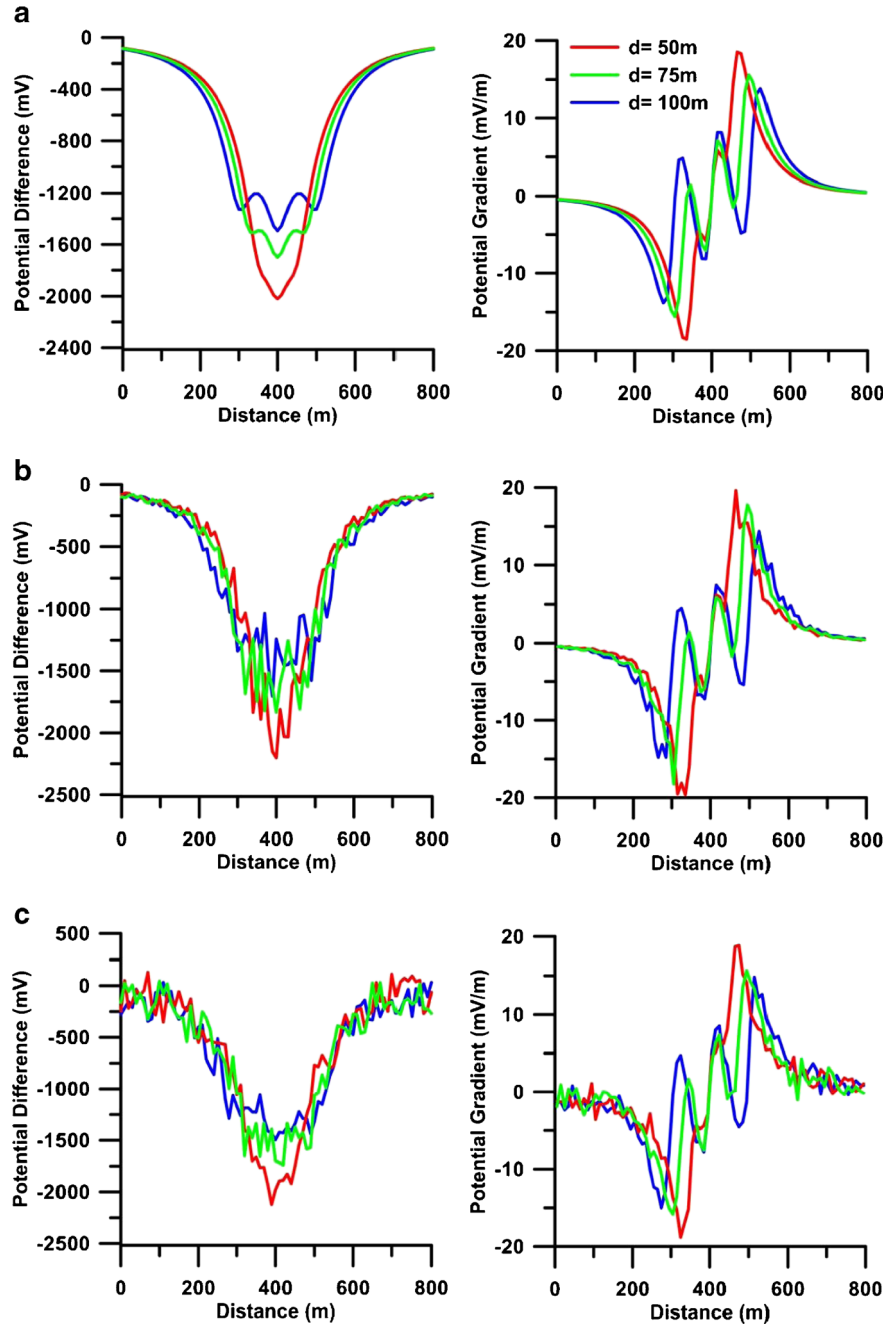 a
0
-400
-800
-1200
-1600
-2000
-2400
Potential Difference (mV)
0 200 400 600 800
Distance (m)
20
10
0
-10
-20
Potential Gradient (mV/m)
d= 50m
d= 75m
d= 100m
0 200 400 600 800
Distance (m)
b
0
-500
-1000
-1500
-2000
-2500
Potential Difference (mV)
0 200 400 600 800
Distance (m)
20
10
0
-10
-20
Potential Gradient (mV/m)
0 200 400 600 800
Distance (m)
c
500
0
-500
-1000
-1500
-2000
-2500
Potential Difference (mV)
0 200 400 600 800
Distance (m)
20
10
0
-10
-20
Potential Gradient (mV/m)
0 200 400 600 800
Distance (m)